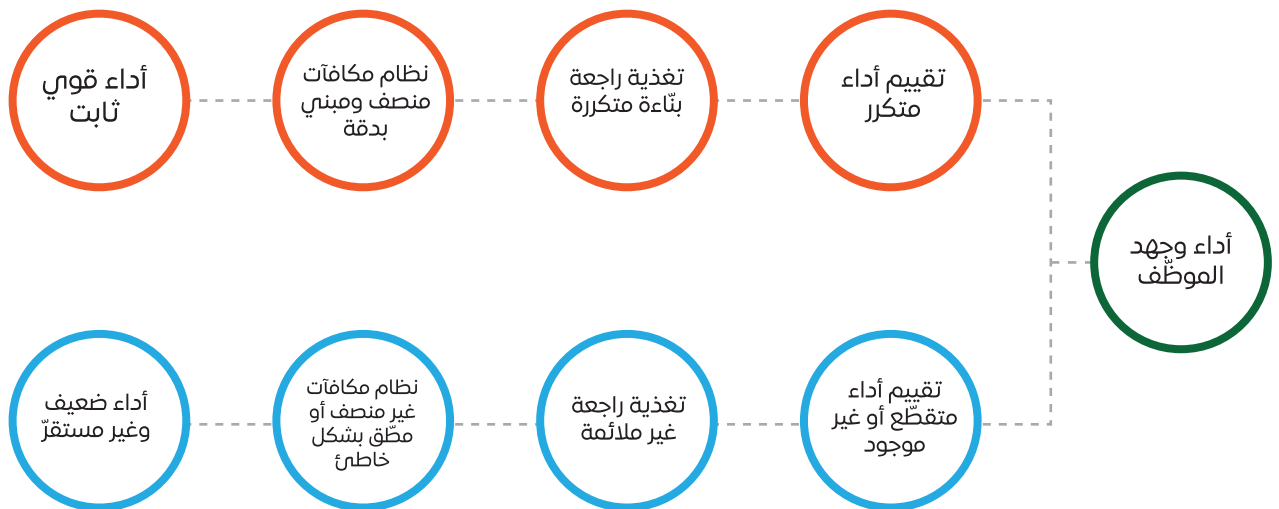 أداء وجهد
الموظّف
تقييم أداء
متكرر
تغذية راجعة
بنّاءة متكررة
نظام مكافآت
منصف ومبني
بدقة
أداء قوي
ثابت
تقييم أداء
متقطّع أو غير
موجود
تغذية راجعة
غير ملائمة
نظام مكافآت
غير منصف أو
مطّق بشكل
خاطئ
أداء ضعيف
وغير مستقرّ